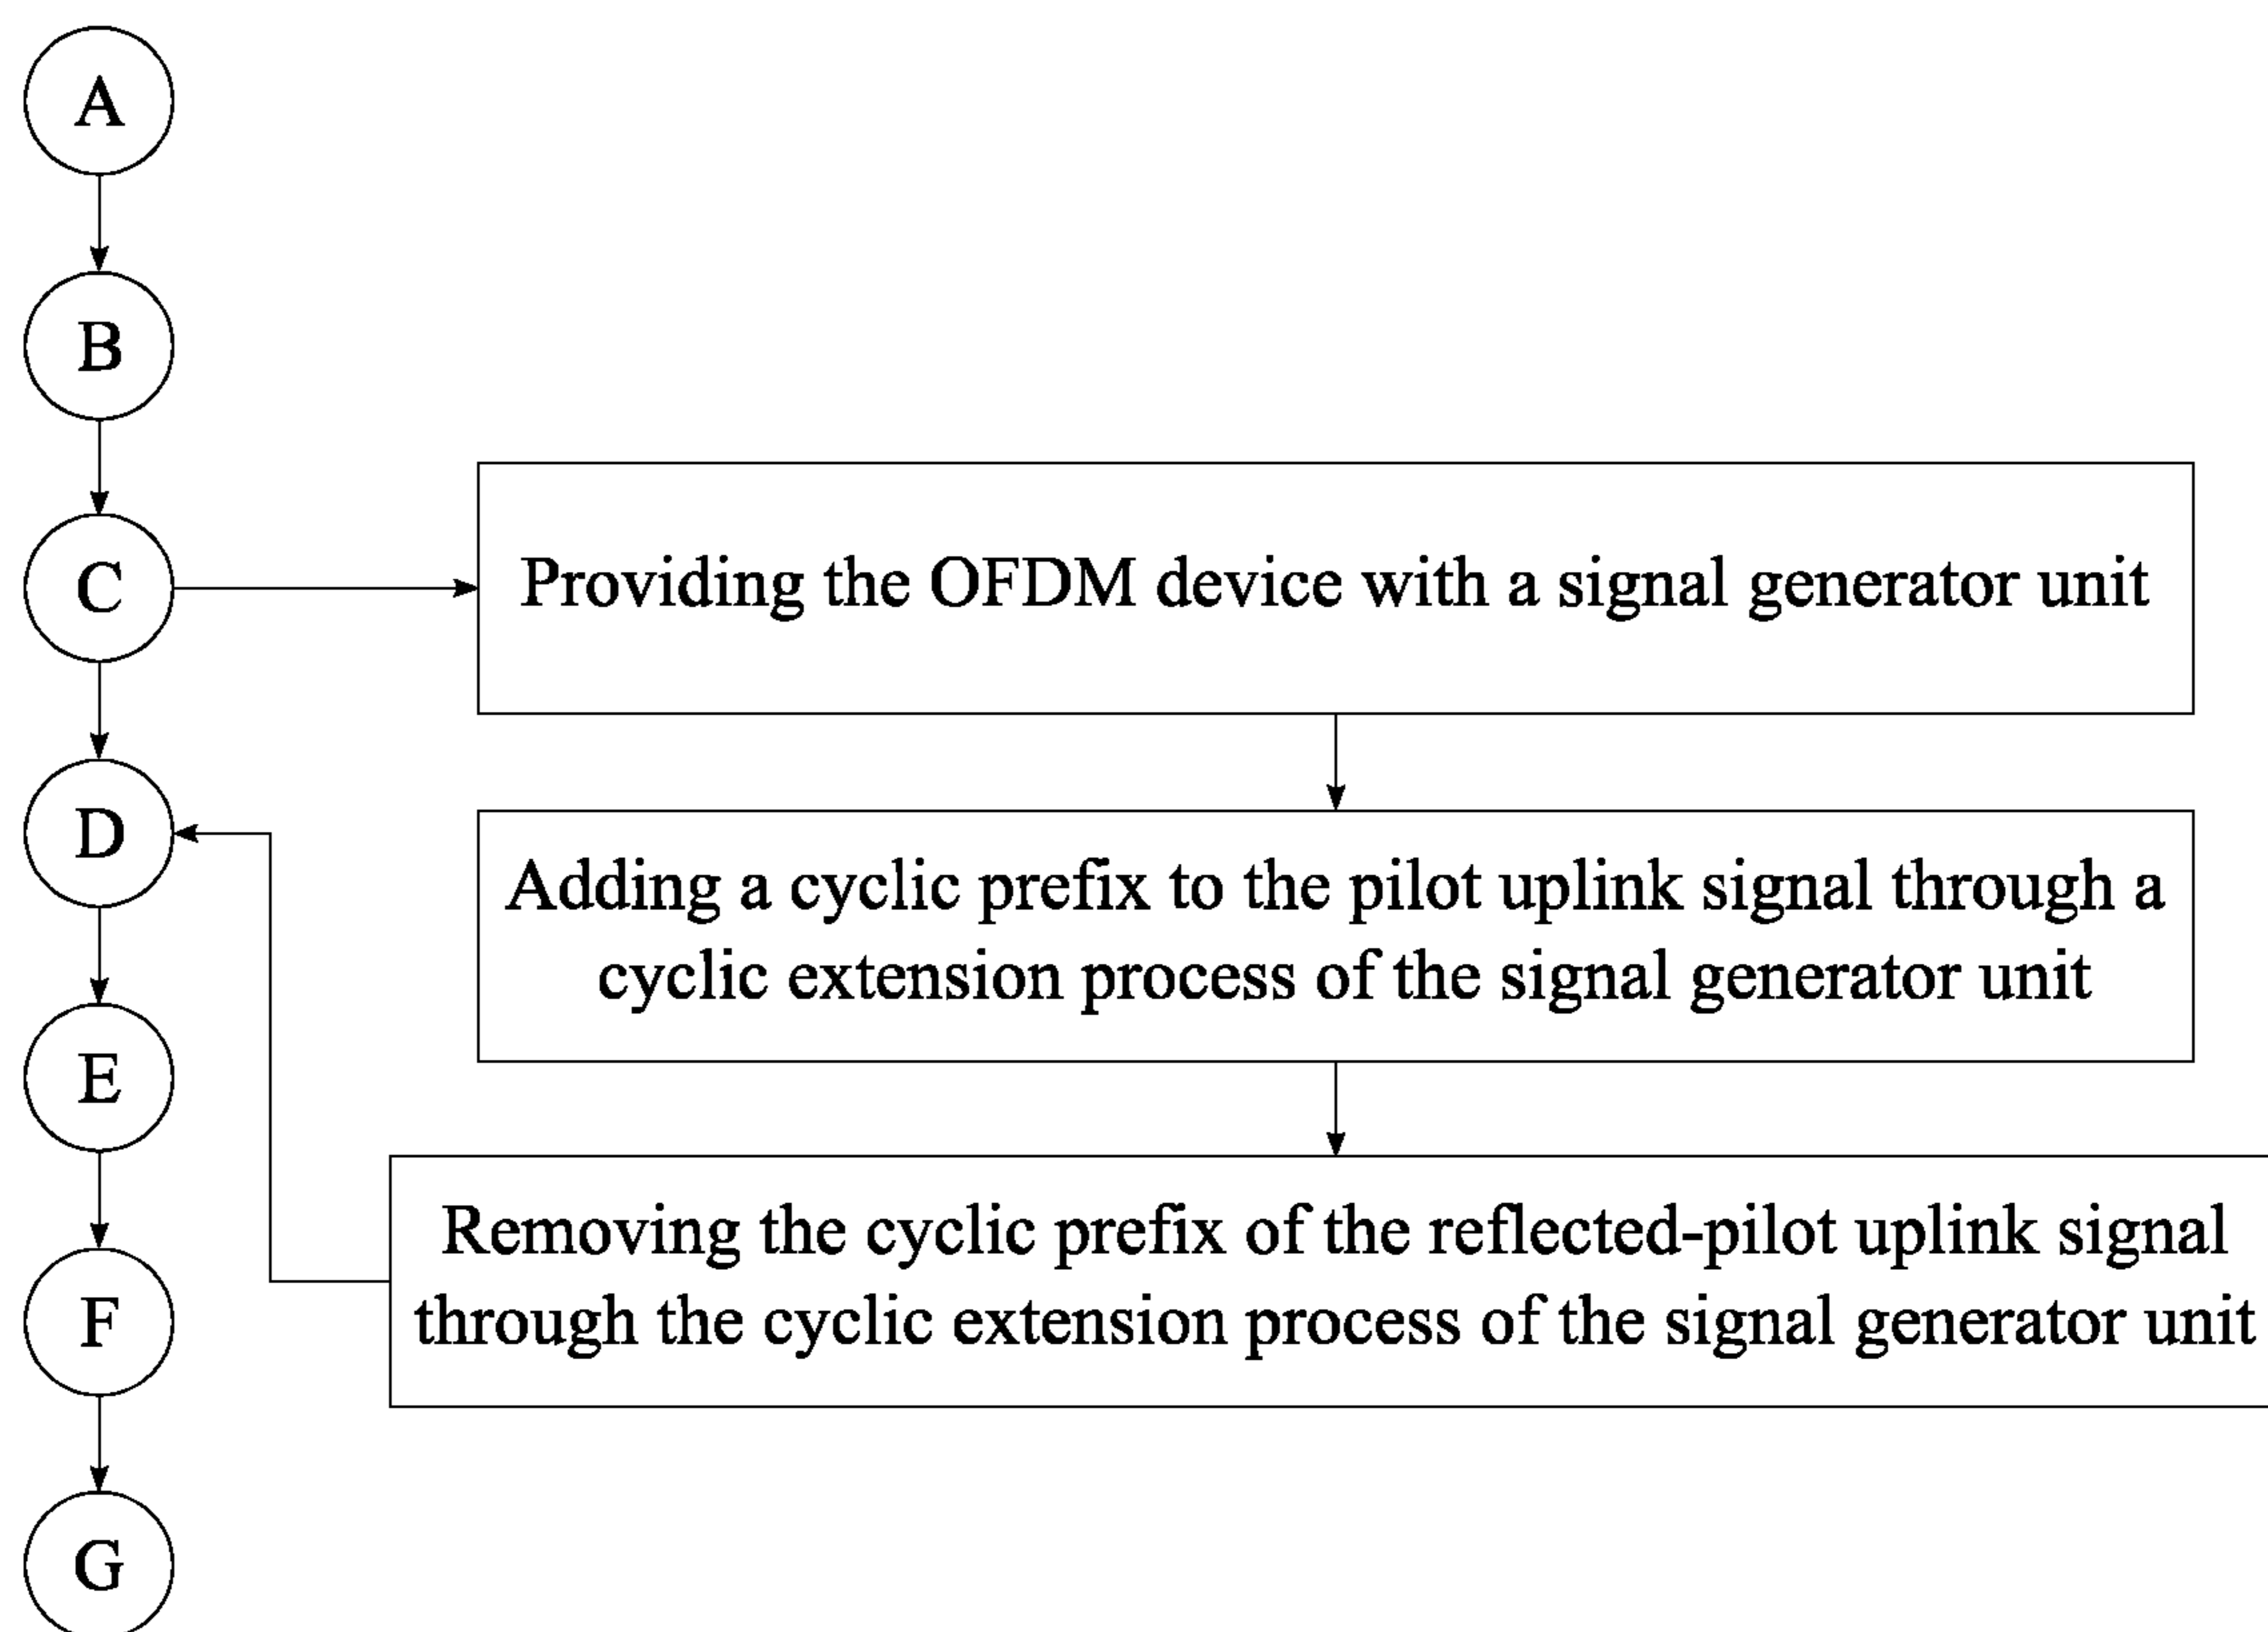 A
B
C
Providing the OFDM device with a signal generator unit
D
Adding a cyclic prefix to the pilot uplink signal through a
cyclic extension process of the signal generator unit
E
Removing the cyclic prefix of the reflected-pilot uplink signal
through the cyclic extension process of the signal generator unit
F
G